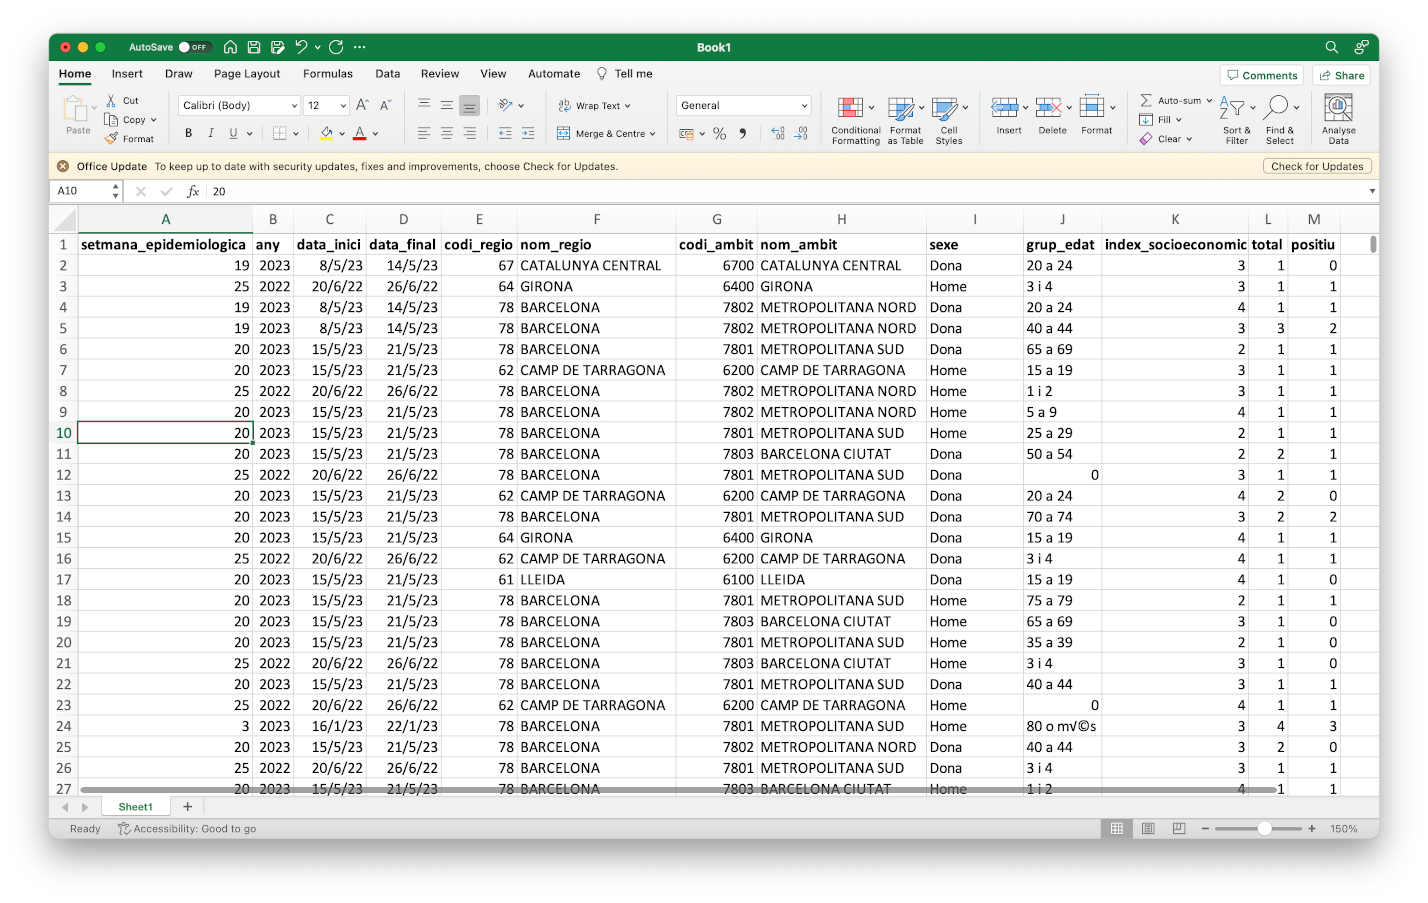 AutoSave OFF Book1
Home Insert Draw Page Layout Formulas Data Review View Automate Tell me Comments Share
Paste Cut Copy Format
Calibri (Body) 12 A A
B I U A
Wrap Text Merge & Centre
General
% 
Conditional Formatting Format as Table Cell Styles
Insert Delete Format
Auto-sum Fill Clear
Sort & Filter Find & Select Analyse Data
Office Update To keep up to date with security updates, fixes and improvements, choose Check for Updates. Check for Updates
A10 fx 20
A B C D E F G H I J K L M
1 setmana_epidemiologica any data_inici data_final codi_regio nom_regio codi_ambit nom_ambit sexe grup_edat index_socioeconomic total positiu
2 19 2023 8/5/23 14/5/23 67 CATALUNYA CENTRAL 6700 CATALUNYA CENTRAL Dona 20 a 24 3 1 0
3 25 2022 20/6/22 26/6/22 64 GIRONA 6400 GIRONA Home 3 i 4 3 1 1
4 19 2023 8/5/23 14/5/23 78 BARCELONA 7802 METROPOLITANA NORD Dona 20 a 24 4 1 1
5 19 2023 8/5/23 14/5/23 78 BARCELONA 7802 METROPOLITANA NORD Dona 40 a 44 3 3 2
6 20 2023 15/5/23 21/5/23 78 BARCELONA 7801 METROPOLITANA SUD Dona 65 a 69 2 1 1
7 20 2023 15/5/23 21/5/23 62 CAMP DE TARRAGONA 6200 CAMP DE TARRAGONA Home 15 a 19 3 1 1
8 25 2022 20/6/22 26/6/22 78 BARCELONA 7802 METROPOLITANA NORD Home 1 i 2 3 1 1
9 20 2023 15/5/23 21/5/23 78 BARCELONA 7802 METROPOLITANA NORD Home 5 a 9 4 1 1
10 20 2023 15/5/23 21/5/23 78 BARCELONA 7801 METROPOLITANA SUD Home 25 a 29 2 1 1
11 20 2023 15/5/23 21/5/23 78 BARCELONA 7803 BARCELONA CIUTAT Dona 50 a 54 2 2 1
12 25 2022 20/6/22 26/6/22 78 BARCELONA 7801 METROPOLITANA SUD Dona 0 3 1 1
13 20 2023 15/5/23 21/5/23 62 CAMP DE TARRAGONA 6200 CAMP DE TARRAGONA Dona 20 a 24 4 2 0
14 20 2023 15/5/23 21/5/23 78 BARCELONA 7801 METROPOLITANA SUD Dona 70 a 74 3 2 2
15 20 2023 15/5/23 21/5/23 64 GIRONA 6400 GIRONA Dona 15 a 19 4 1 1
16 25 2022 20/6/22 26/6/22 62 CAMP DE TARRAGONA 6200 CAMP DE TARRAGONA Dona 3 i 4 4 1 1
17 20 2023 15/5/23 21/5/23 61 LLEIDA 6100 LLEIDA Dona 15 a 19 4 1 0
18 20 2023 15/5/23 21/5/23 78 BARCELONA 7801 METROPOLITANA SUD Home 75 a 79 2 1 1
19 20 2023 15/5/23 21/5/23 78 BARCELONA 7803 BARCELONA CIUTAT Home 65 a 69 3 1 0
20 20 2023 15/5/23 21/5/23 78 BARCELONA 7801 METROPOLITANA SUD Home 35 a 39 2 1 0
21 25 2022 20/6/22 26/6/22 78 BARCELONA 7803 BARCELONA CIUTAT Home 3 i 4 3 1 0
22 20 2023 15/5/23 21/5/23 78 BARCELONA 7801 METROPOLITANA SUD Dona 40 a 44 3 1 1
23 25 2022 20/6/22 26/6/22 62 CAMP DE TARRAGONA 6200 CAMP DE TARRAGONA Home 0 4 1 1
24 3 2023 16/1/23 22/1/23 78 BARCELONA 7801 METROPOLITANA SUD Home 80 o m√©s 3 4 3
25 20 2023 15/5/23 21/5/23 78 BARCELONA 7802 METROPOLITANA NORD Dona 40 a 44 3 2 0
26 25 2022 20/6/22 26/6/22 78 BARCELONA 7801 METROPOLITANA SUD Dona 3 i 4 3 1 1
27 20 2023 15/5/23 21/5/23 78 BARCELONA 7803 BARCELONA CIUTAT Home 1 i 2 4 1 1
Sheet1 +
Ready Accessibility: Good to go 150%